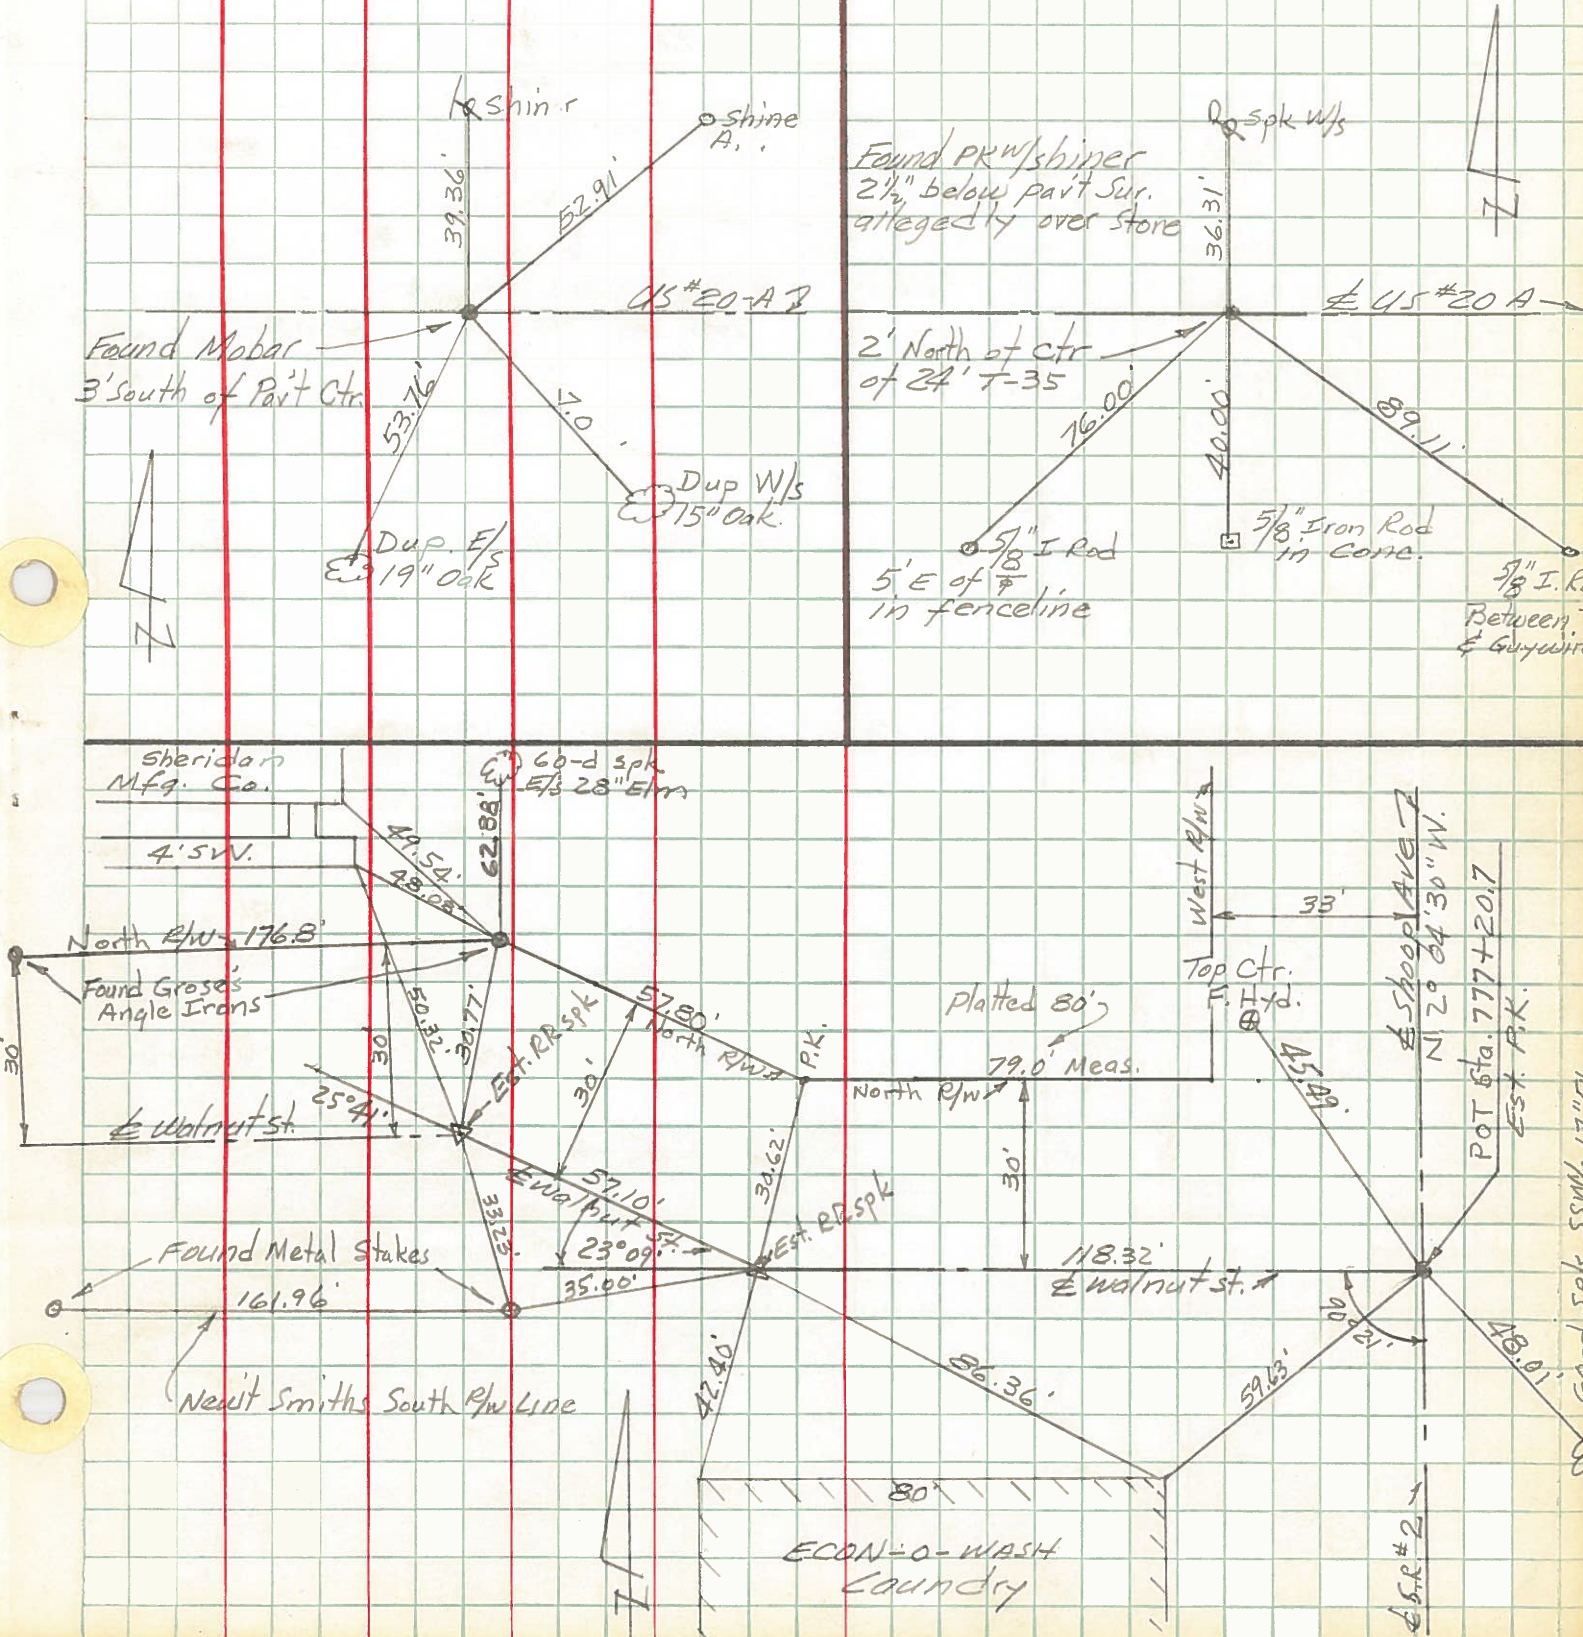 Shin r
Shine
39.36'
52.91'
US #20-A
Found Mobar
3' South of Pav't Ctr.
53.76'
7.0
Dup W/s
15" Oak
Dup. E/s
19" Oak
N
Spk W/s
Found PK W/shiner
2½" below pav't Sur.
allegedly over Stone
36.31'
℄ US #20 A
2' North of Ctr
of 24' T-35
76.00'
40.00'
89.11'
5/8" I Rod
5' E of
in fenceline
5/8" Iron Rod
in Conc.
5/8" I. R.
Between
& Guywir
N
Sheridan
Mfg. Co.
60-d spk
E/s 28" Elm
4' SW.
49.54'
48.08'
62.88'
North R/W 176.8'
Found Grose's
Angle Irons
30'
30'
50.32'
30.77'
Est. RR spk
57.80'
North R/W
30'
25°41'
℄ Walnut St.
57.10'
℄ Walnut St.
23°09'
33.23'
35.00'
Found Metal Stakes
161.96'
Newit Smiths South R/W Line
P.K.
30.62'
Est. RR spk
Platted 80'
79.0' Meas.
North R/W
30'
West R/W
33'
Top Ctr.
F. Hyd.
45.49'
℄ Shoop Ave
N. 2° 04' 30" W.
POT Sta. 777+20.7
Est. P.K.
118.32'
℄ Walnut St.
90°21'
48.01'
59.63'
86.36'
42.40'
80'
ECON-O-WASH
Laundry
℄ S.R. #2
N